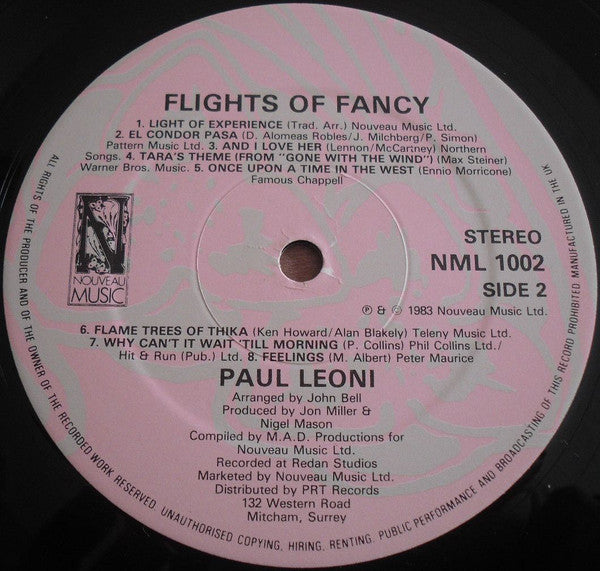 FLIGHTS OF FANCY
1. LIGHT OF EXPERIENCE (Trad. Arr.) Nouveau Music Ltd.
2. EL CONDOR PASA (D. Alomeas Robles/J. Milchberg/P. Simon)
Pattern Music Ltd. 3. AND I LOVE HER (Lennon/McCartney) Northern
Songs. 4. TARA'S THEME (FROM "GONE WITH THE WIND") (Max Steiner)
Warner Bros. Music. 5. ONCE UPON A TIME IN THE WEST (Ennio Morricone)
Famous Chappell
N
NOUVEAU
MUSIC
STEREO
NML 1002
SIDE 2
℗ & © 1983 Nouveau Music Ltd.
6. FLAME TREES OF THIKA (Ken Howard/Alan Blakely) Teleny Music Ltd.
7. WHY CAN'T IT WAIT 'TILL MORNING (P. Collins) Phil Collins Ltd./
Hit & Run (Pub.) Ltd. 8. FEELINGS (M. Albert) Peter Maurice
PAUL LEONI
Arranged by John Bell
Produced by Jon Miller &
Nigel Mason
Compiled by M.A.D. Productions for
Nouveau Music Ltd.
Recorded at Redan Studios
Marketed by Nouveau Music Ltd.
Distributed by PRT Records
132 Western Road
Mitcham, Surrey
ALL RIGHTS OF THE PRODUCER AND OF THE OWNER OF THE RECORDED WORK RESERVED. UNAUTHORISED COPYING, HIRING, RENTING, PUBLIC PERFORMANCE AND BROADCASTING OF THIS RECORD PROHIBITED. MANUFACTURED IN THE UK.